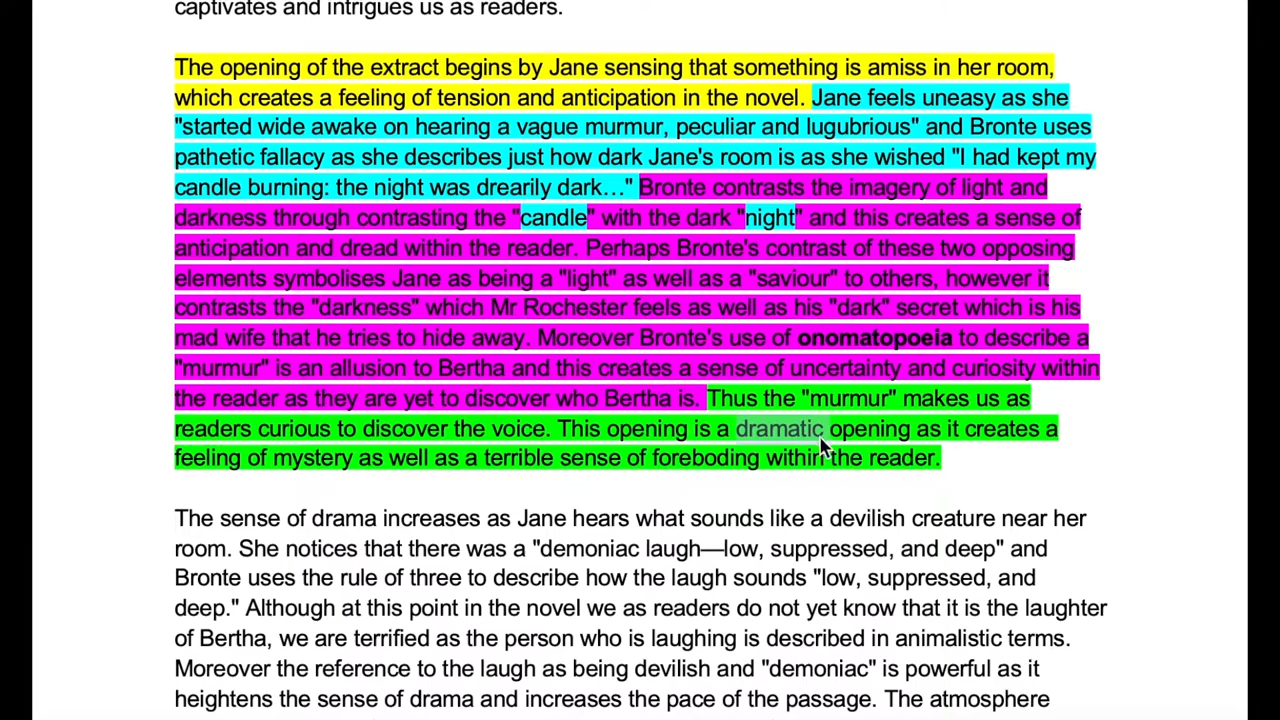 captivates and intrigues us as readers.
The opening of the extract begins by Jane sensing that something is amiss in her room,
which creates a feeling of tension and anticipation in the novel. Jane feels uneasy as she
"started wide awake on hearing a vague murmur, peculiar and lugubrious" and Bronte uses
pathetic fallacy as she describes just how dark Jane's room is as she wished "I had kept my
candle burning: the night was drearily dark…" Bronte contrasts the imagery of light and
darkness through contrasting the "candle" with the dark "night" and this creates a sense of
anticipation and dread within the reader. Perhaps Bronte's contrast of these two opposing
elements symbolises Jane as being a "light" as well as a "saviour" to others, however it
contrasts the "darkness" which Mr Rochester feels as well as his "dark" secret which is his
mad wife that he tries to hide away. Moreover Bronte's use of onomatopoeia to describe a
"murmur" is an allusion to Bertha and this creates a sense of uncertainty and curiosity within
the reader as they are yet to discover who Bertha is. Thus the "murmur" makes us as
readers curious to discover the voice. This opening is a dramatic opening as it creates a
feeling of mystery as well as a terrible sense of foreboding within the reader.
The sense of drama increases as Jane hears what sounds like a devilish creature near her
room. She notices that there was a "demoniac laugh—low, suppressed, and deep" and
Bronte uses the rule of three to describe how the laugh sounds "low, suppressed, and
deep." Although at this point in the novel we as readers do not yet know that it is the laughter
of Bertha, we are terrified as the person who is laughing is described in animalistic terms.
Moreover the reference to the laugh as being devilish and "demoniac" is powerful as it
heightens the sense of drama and increases the pace of the passage. The atmosphere